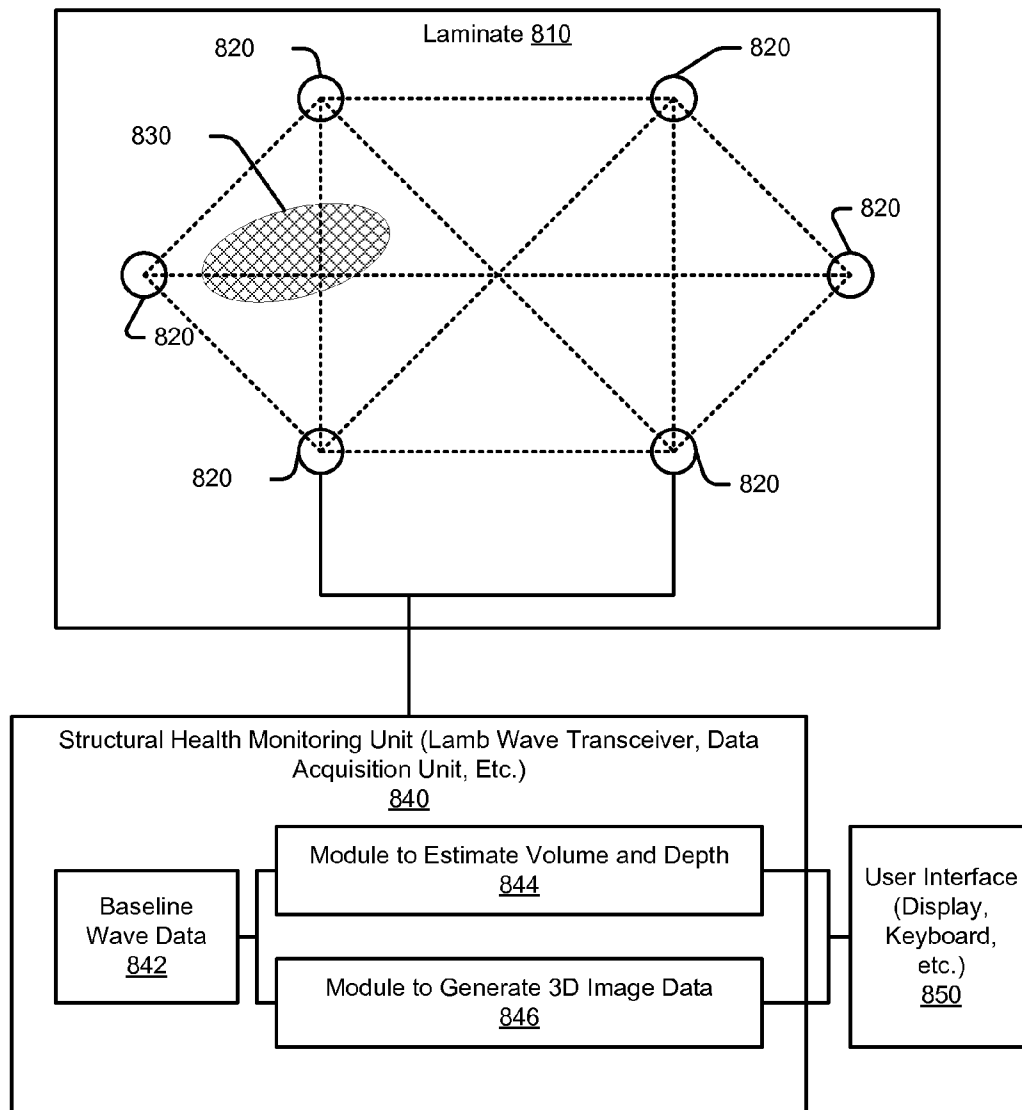 Laminate 810
820
820
830
820
820
820
820
Structural Health Monitoring Unit (Lamb Wave Transceiver, Data
Acquisition Unit, Etc.)
840
Module to Estimate Volume and Depth
844
Baseline
Wave Data
842
Module to Generate 3D Image Data
846
User Interface
(Display,
Keyboard,
etc.)
850